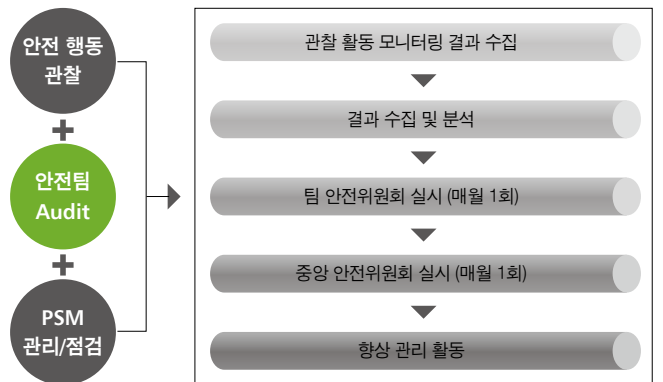 안전 행동
관찰
+
안전팀
Audit
+
PSM
관리/점검
관찰 활동 모니터링 결과 수집
결과 수집 및 분석
팀 안전위원회 실시 (매월 1회)
중앙 안전위원회 실시 (매월 1회)
향상 관리 활동